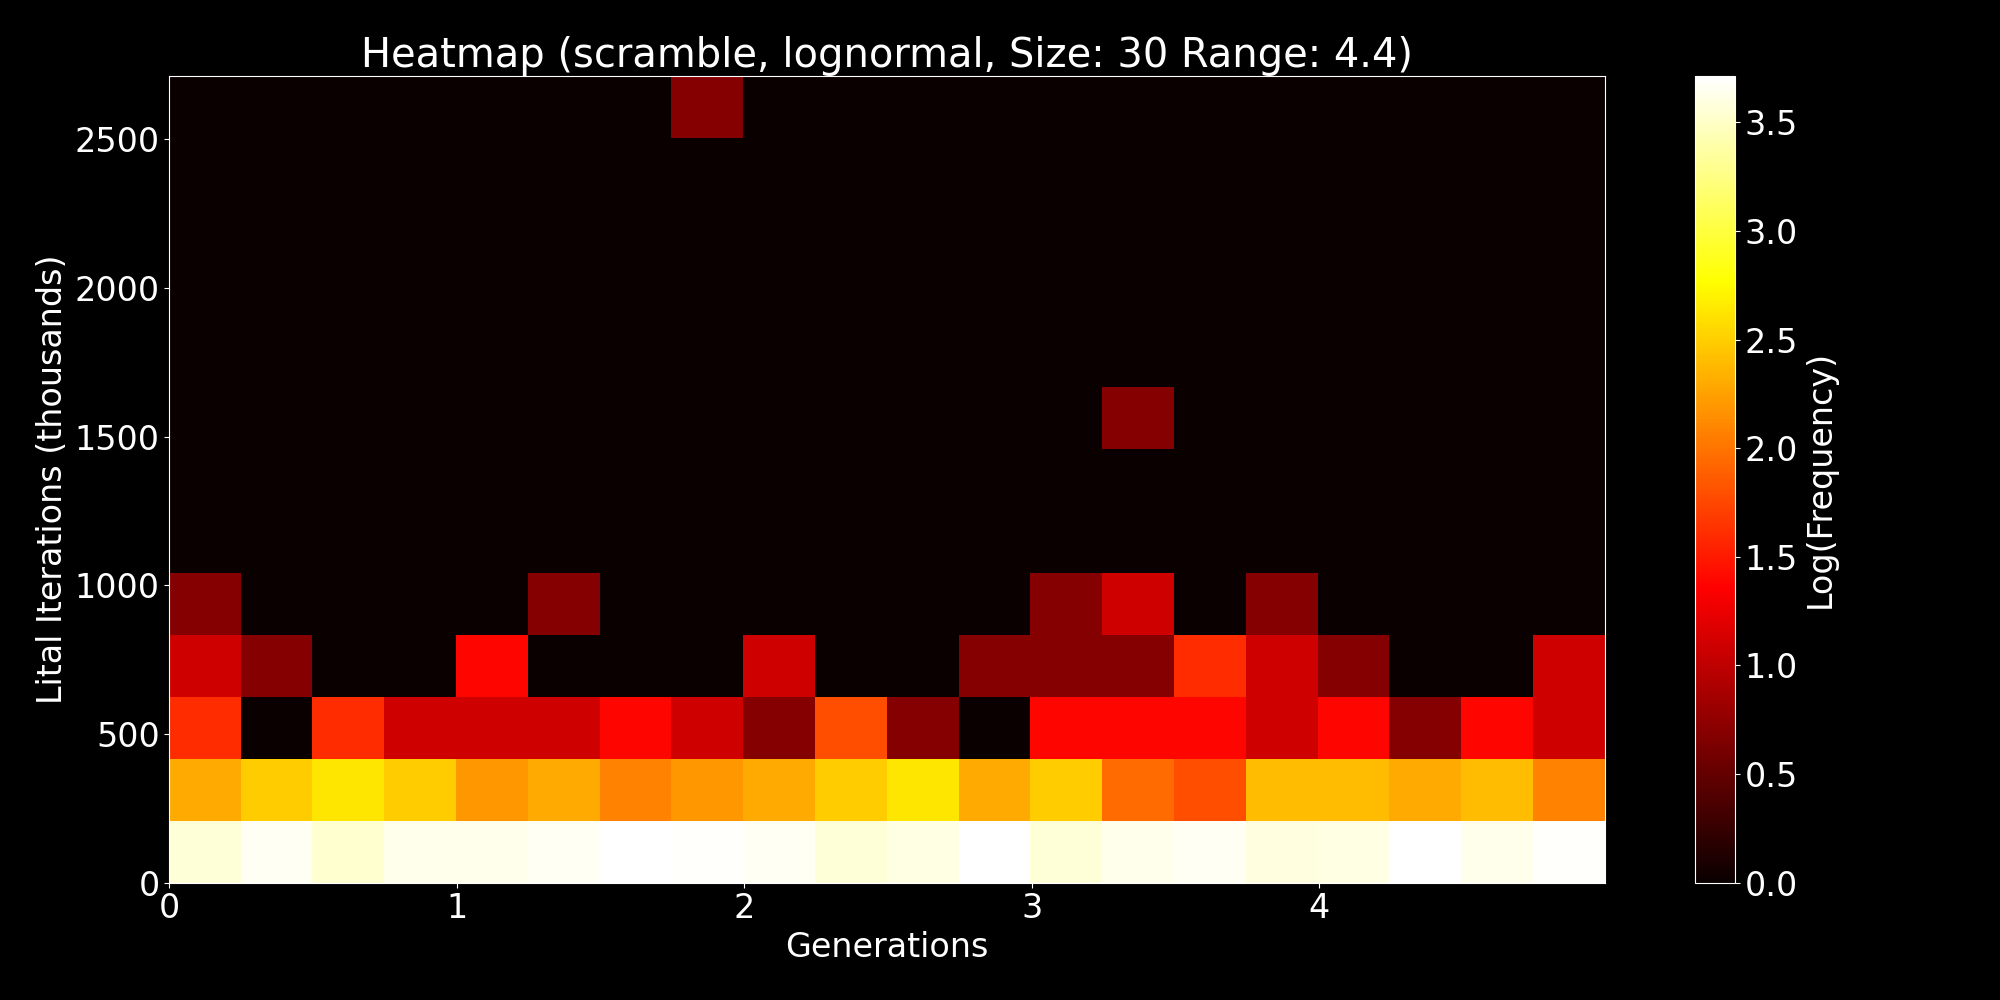 Heatmap (scramble, lognormal, Size: 30 Range: 4.4)
Lital Iterations (thousands)
2500
2000
1500
1000
500
0
0 1 2 3 4
Generations
3.5
3.0
2.5
2.0
1.5
1.0
0.5
0.0
Log(Frequency)